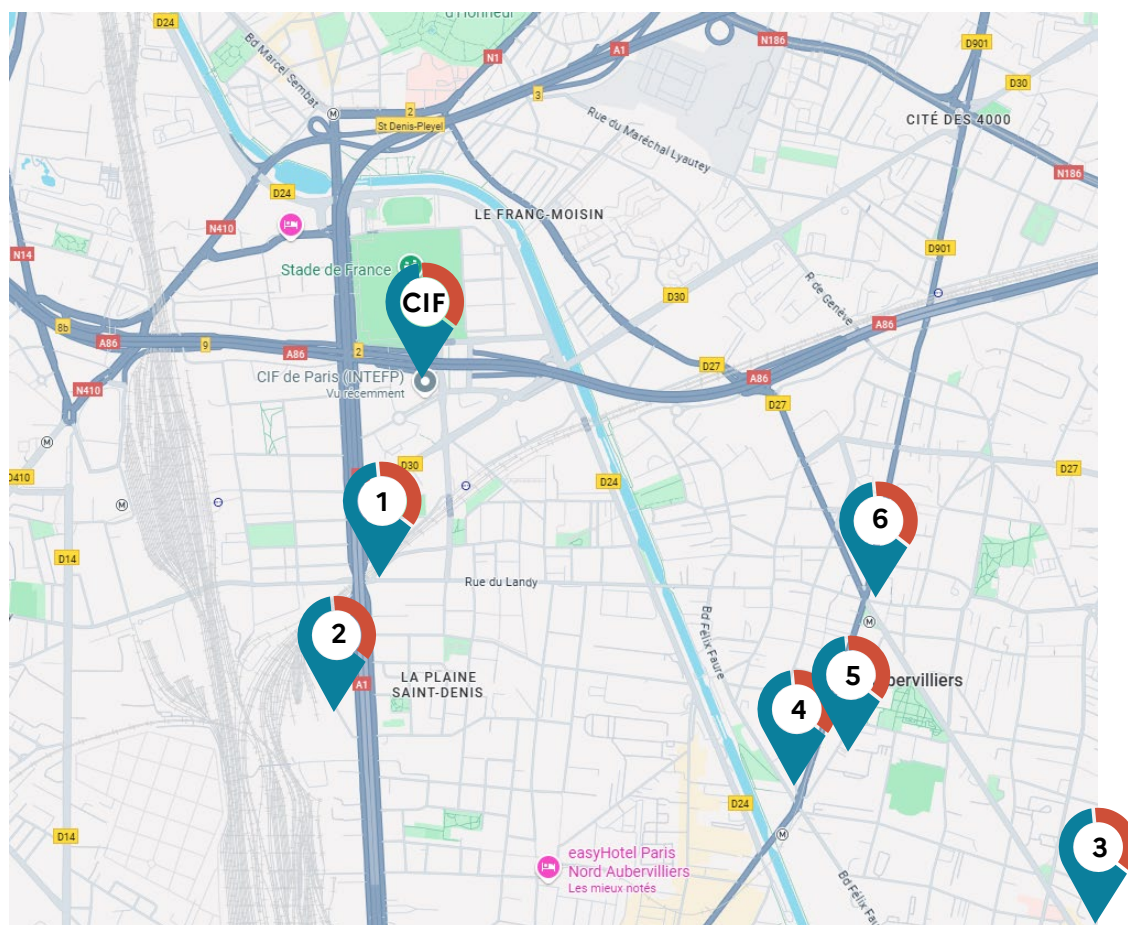 d'Honneur
D24
N186
D901
Bd Marcel Sembat
N1
A1
D30
3
2
St Denis-Pleyel
CITÉ DES 4000
Rue du Maréchal Lyautey
N186
D24
LE FRANC-MOISIN
N410
N14
D901
Stade de France
D30
R de Genève
CIF
8b
A86
9
A86
2
A86
D27
A86
CIF de Paris (INTEFP)
Vu récemment
N410
D27
D30
D27
D410
D24
1
6
D14
Rue du Landy
2
Bd Félix Faure
LA PLAINE
SAINT-DENIS
A1
5
4
D24
D14
3
easyHotel Paris
Nord Aubervilliers
Les mieux notés